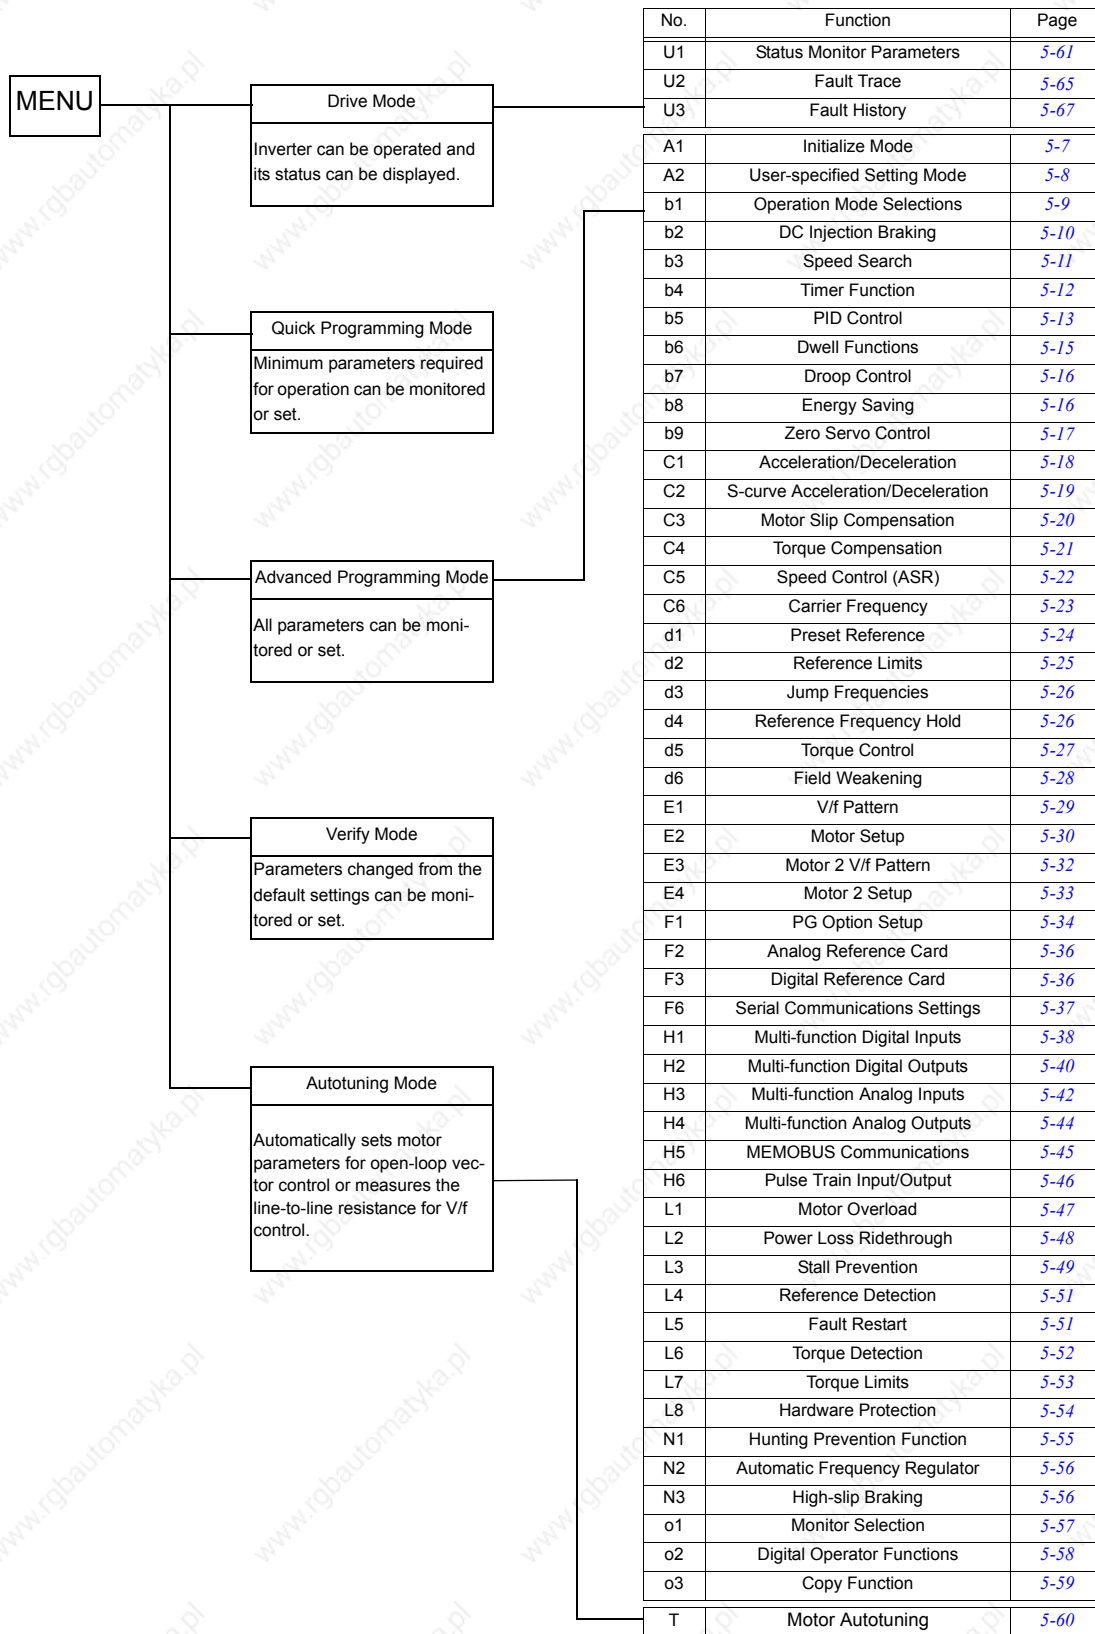 MENU
Drive Mode
Inverter can be operated and
its status can be displayed.
Quick Programming Mode
Minimum parameters required
for operation can be monitored
or set.
Advanced Programming Mode
All parameters can be moni-
tored or set.
Verify Mode
Parameters changed from the
default settings can be moni-
tored or set.
Autotuning Mode
Automatically sets motor
parameters for open-loop vec-
tor control or measures the
line-to-line resistance for V/f
control.
No. Function Page
U1 Status Monitor Parameters 5-61
U2 Fault Trace 5-65
U3 Fault History 5-67
A1 Initialize Mode 5-7
A2 User-specified Setting Mode 5-8
b1 Operation Mode Selections 5-9
b2 DC Injection Braking 5-10
b3 Speed Search 5-11
b4 Timer Function 5-12
b5 PID Control 5-13
b6 Dwell Functions 5-15
b7 Droop Control 5-16
b8 Energy Saving 5-16
b9 Zero Servo Control 5-17
C1 Acceleration/Deceleration 5-18
C2 S-curve Acceleration/Deceleration 5-19
C3 Motor Slip Compensation 5-20
C4 Torque Compensation 5-21
C5 Speed Control (ASR) 5-22
C6 Carrier Frequency 5-23
d1 Preset Reference 5-24
d2 Reference Limits 5-25
d3 Jump Frequencies 5-26
d4 Reference Frequency Hold 5-26
d5 Torque Control 5-27
d6 Field Weakening 5-28
E1 V/f Pattern 5-29
E2 Motor Setup 5-30
E3 Motor 2 V/f Pattern 5-32
E4 Motor 2 Setup 5-33
F1 PG Option Setup 5-34
F2 Analog Reference Card 5-36
F3 Digital Reference Card 5-36
F6 Serial Communications Settings 5-37
H1 Multi-function Digital Inputs 5-38
H2 Multi-function Digital Outputs 5-40
H3 Multi-function Analog Inputs 5-42
H4 Multi-function Analog Outputs 5-44
H5 MEMOBUS Communications 5-45
H6 Pulse Train Input/Output 5-46
L1 Motor Overload 5-47
L2 Power Loss Ridethrough 5-48
L3 Stall Prevention 5-49
L4 Reference Detection 5-51
L5 Fault Restart 5-51
L6 Torque Detection 5-52
L7 Torque Limits 5-53
L8 Hardware Protection 5-54
N1 Hunting Prevention Function 5-55
N2 Automatic Frequency Regulator 5-56
N3 High-slip Braking 5-56
o1 Monitor Selection 5-57
o2 Digital Operator Functions 5-58
o3 Copy Function 5-59
T Motor Autotuning 5-60
www.rgbautomatyka.pl